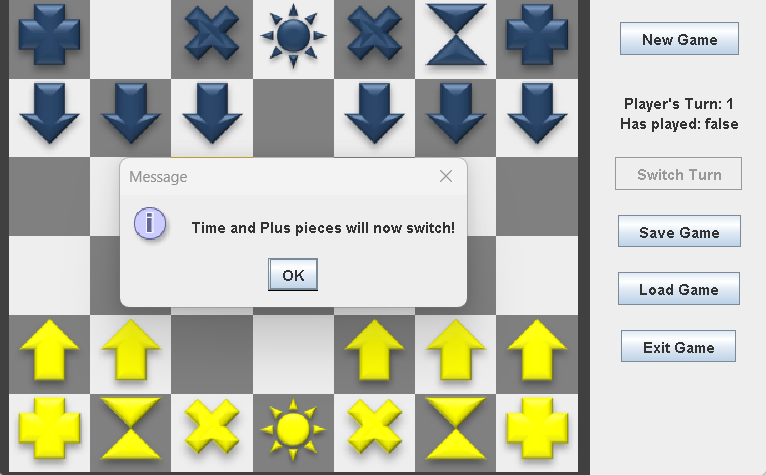 New Game
Player's Turn: 1
Has played: false
Message
Switch Turn
Time and Plus pieces will now switch!
Save Game
OK
Load Game
Exit Game